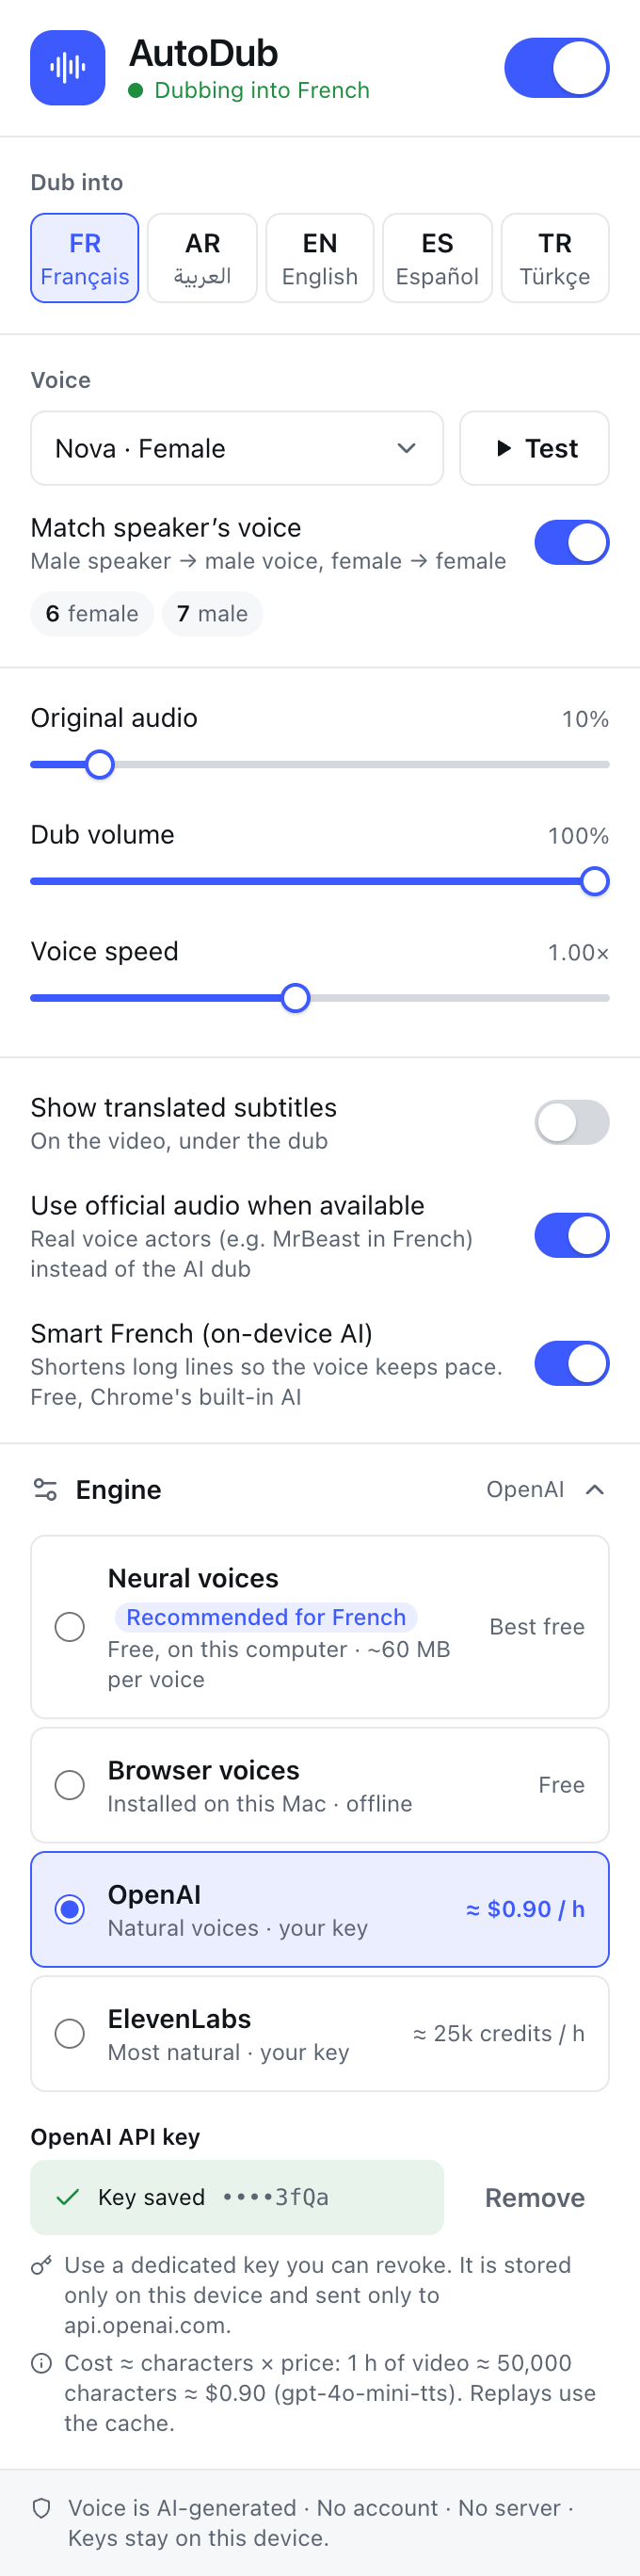 AutoDub
Dubbing into French
Dub into
FR
Français
AR
العربية
EN
English
ES
Español
TR
Türkçe
Voice
Nova · Female
Test
Match speaker’s voice
Male speaker → male voice, female → female
6 female
7 male
Original audio
10%
Dub volume
100%
Voice speed
1.00×
Show translated subtitles
On the video, under the dub
Use official audio when available
Real voice actors (e.g. MrBeast in French)
instead of the AI dub
Smart French (on-device AI)
Shortens long lines so the voice keeps pace.
Free, Chrome's built-in AI
Engine
OpenAI
Neural voices
Recommended for French
Free, on this computer · ~60 MB
per voice
Best free
Browser voices
Installed on this Mac · offline
Free
OpenAI
Natural voices · your key
≈ $0.90 / h
ElevenLabs
Most natural · your key
≈ 25k credits / h
OpenAI API key
Key saved ••••3fQa
Remove
Use a dedicated key you can revoke. It is stored
only on this device and sent only to
api.openai.com.
Cost ≈ characters × price: 1 h of video ≈ 50,000
characters ≈ $0.90 (gpt-4o-mini-tts). Replays use
the cache.
Voice is AI-generated · No account · No server ·
Keys stay on this device.